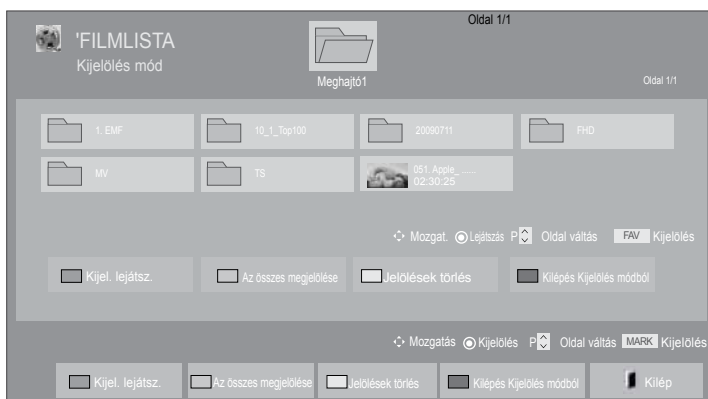 Oldal 1/1
'FILMLISTA
Kijelölés mód
Meghajtó1
Oldal 1/1
1. EMF
10_1_Top100
20090711
FHD
MV
TS
051. Apple_ ......
02:30:25
Mozgat. Lejátszás P Oldal váltás FAV Kijelölés
Kijel. lejátsz.
Az összes megjelölése
Jelölések törlés
Kilépés Kijelölés módból
Mozgatás Kijelölés P Oldal váltás MARK Kijelölés
Kijel. lejátsz.
Az összes megjelölése
Jelölések törlés
Kilépés Kijelölés módból
Kilép